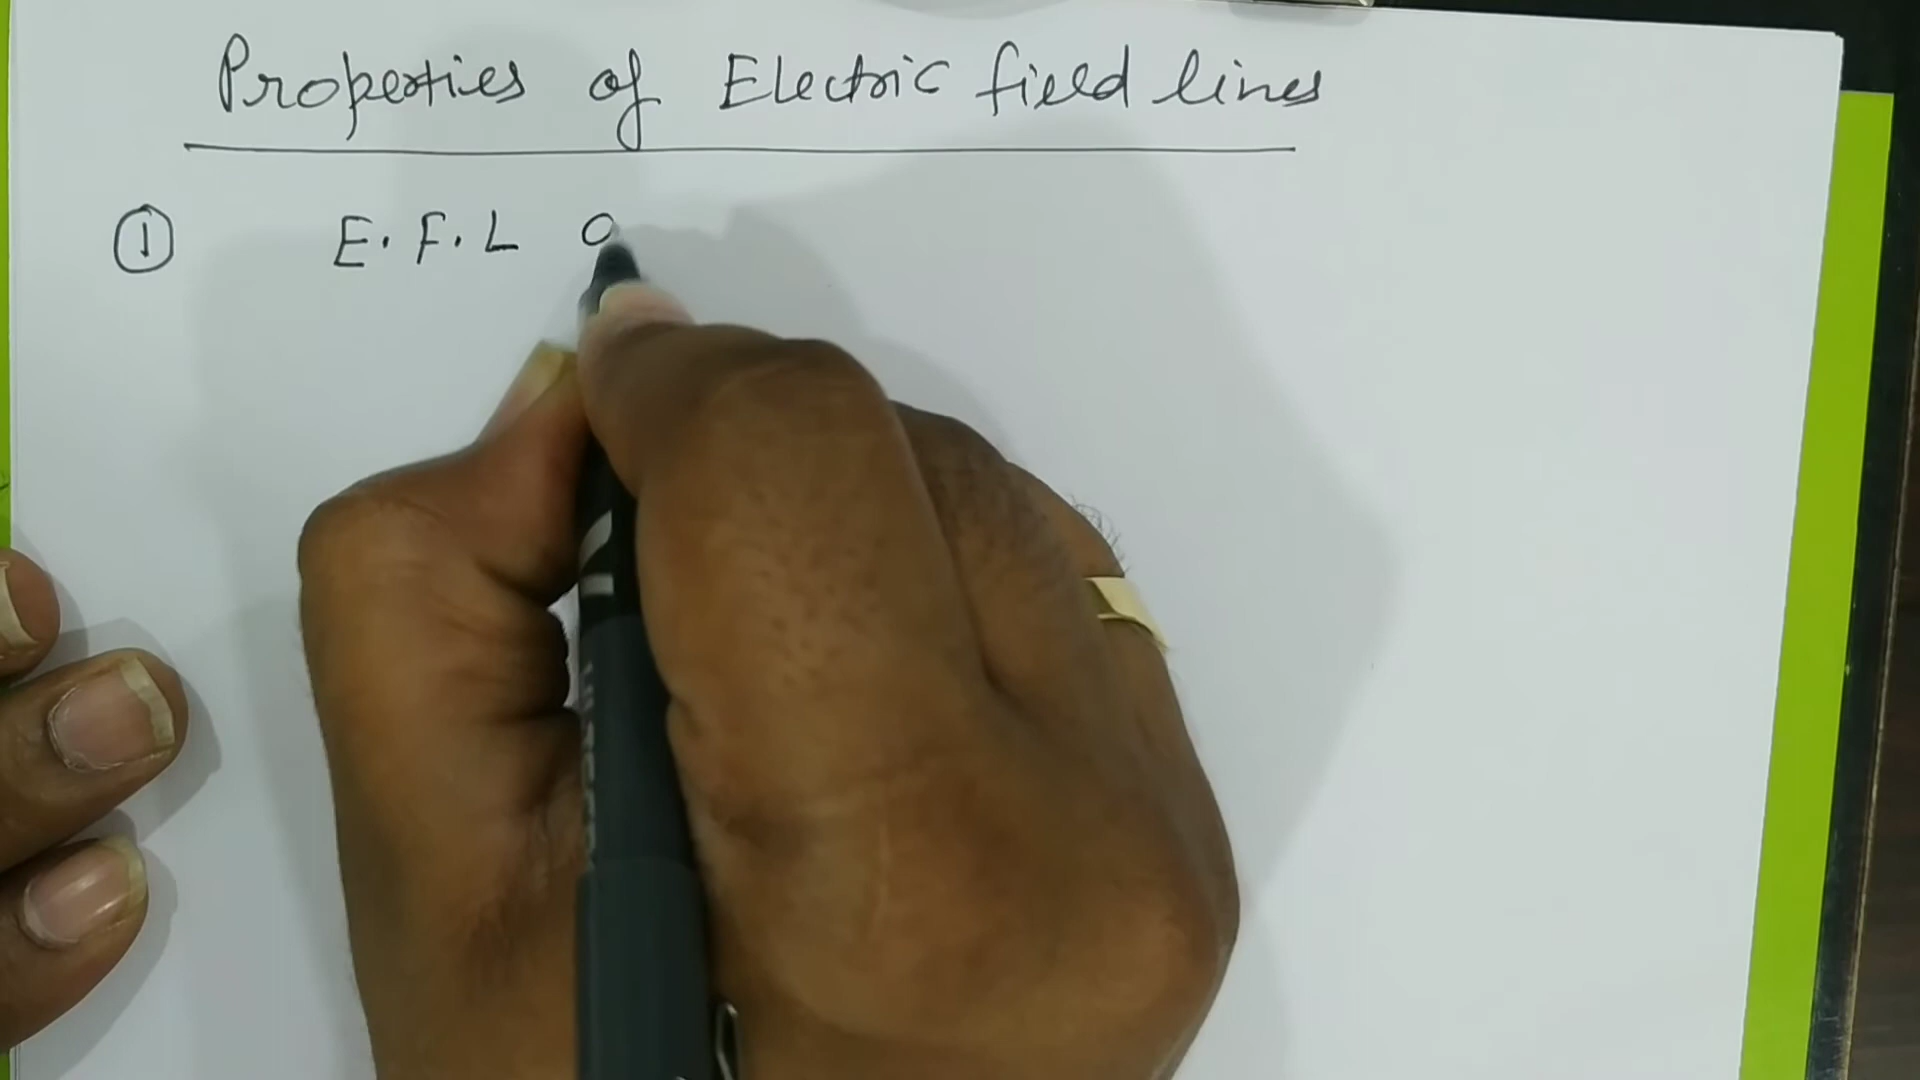 Properties of Electric field lines
① E.F.L